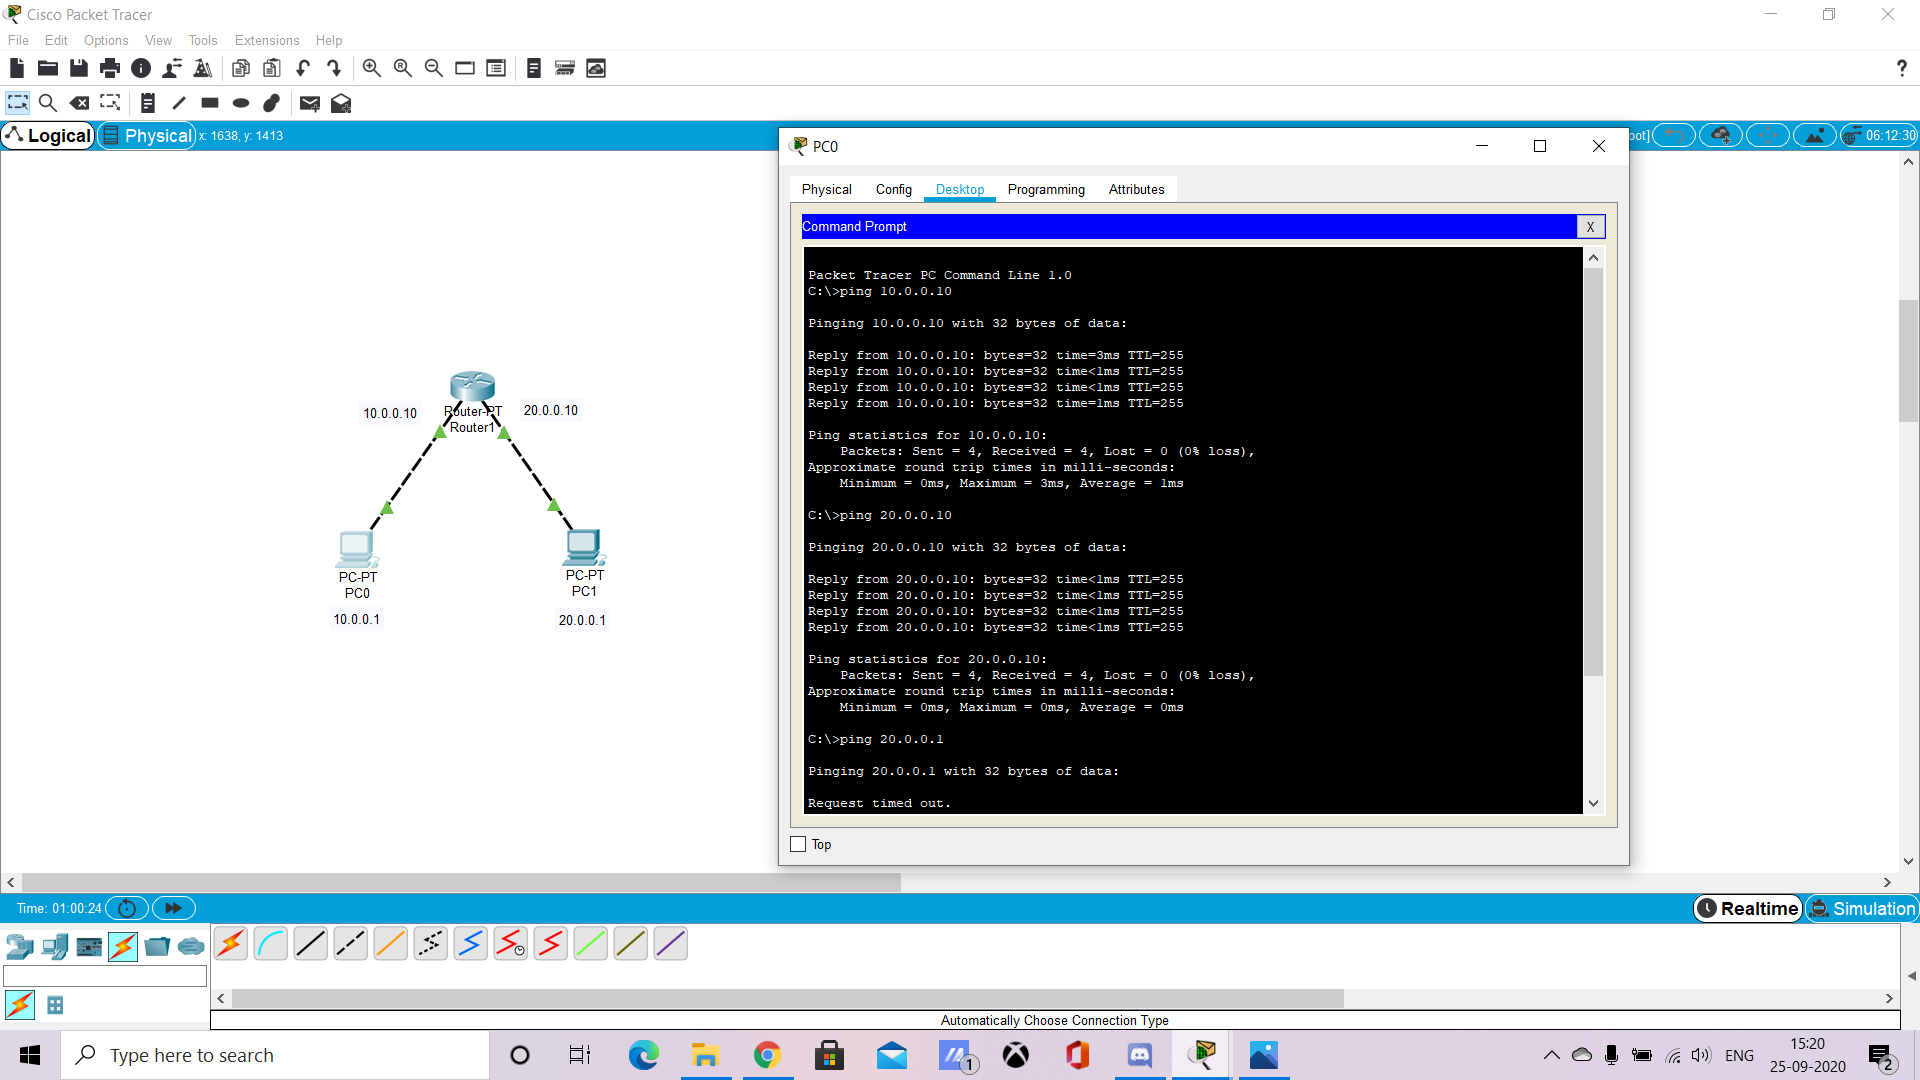 Cisco Packet Tracer
File Edit Options View Tools Extensions Help
?
Logical Physical x: 1638, y: 1413
oot] 06:12:30
PC0
Physical Config Desktop Programming Attributes
Command Prompt X
Packet Tracer PC Command Line 1.0
C:\>ping 10.0.0.10
Pinging 10.0.0.10 with 32 bytes of data:
Reply from 10.0.0.10: bytes=32 time=3ms TTL=255
Reply from 10.0.0.10: bytes=32 time<1ms TTL=255
Reply from 10.0.0.10: bytes=32 time<1ms TTL=255
Reply from 10.0.0.10: bytes=32 time=1ms TTL=255
Ping statistics for 10.0.0.10:
Packets: Sent = 4, Received = 4, Lost = 0 (0% loss),
Approximate round trip times in milli-seconds:
Minimum = 0ms, Maximum = 3ms, Average = 1ms
C:\>ping 20.0.0.10
Pinging 20.0.0.10 with 32 bytes of data:
Reply from 20.0.0.10: bytes=32 time<1ms TTL=255
Reply from 20.0.0.10: bytes=32 time<1ms TTL=255
Reply from 20.0.0.10: bytes=32 time<1ms TTL=255
Reply from 20.0.0.10: bytes=32 time<1ms TTL=255
Ping statistics for 20.0.0.10:
Packets: Sent = 4, Received = 4, Lost = 0 (0% loss),
Approximate round trip times in milli-seconds:
Minimum = 0ms, Maximum = 0ms, Average = 0ms
C:\>ping 20.0.0.1
Pinging 20.0.0.1 with 32 bytes of data:
Request timed out.
Top
10.0.0.10
Router-PT
Router1
20.0.0.10
PC-PT
PC0
10.0.0.1
PC-PT
PC1
20.0.0.1
Time: 01:00:24
Realtime Simulation
Automatically Choose Connection Type
Type here to search
1
ENG
15:20
25-09-2020
2